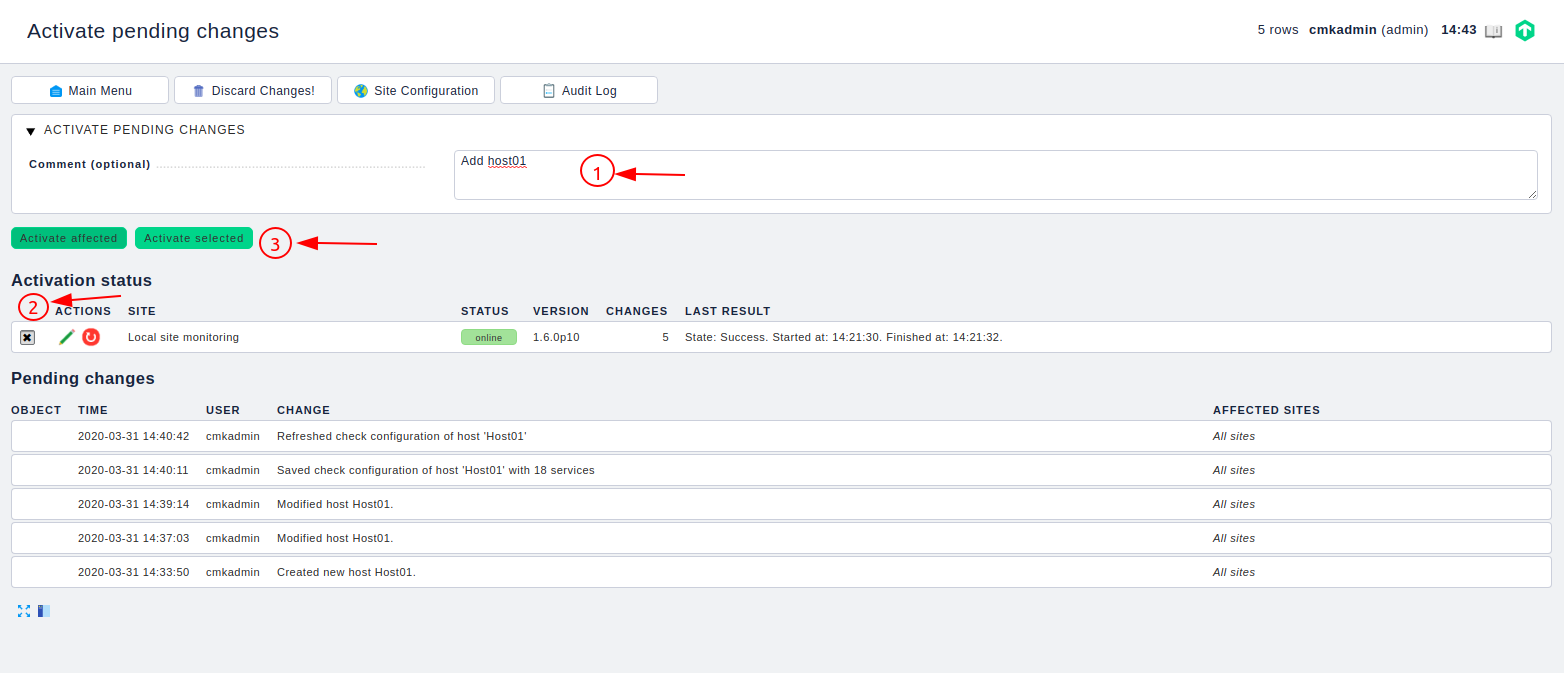 Activate pending changes
5 rows cmkadmin (admin) 14:43
Main Menu Discard Changes! Site Configuration Audit Log
ACTIVATE PENDING CHANGES
Comment (optional) Add host01
1
Activate affected Activate selected 3
Activation status
2
ACTIONS SITE STATUS VERSION CHANGES LAST RESULT
Local site monitoring online 1.6.0p10 5 State: Success. Started at: 14:21:30. Finished at: 14:21:32.
Pending changes
OBJECT TIME USER CHANGE AFFECTED SITES
2020-03-31 14:40:42 cmkadmin Refreshed check configuration of host 'Host01' All sites
2020-03-31 14:40:11 cmkadmin Saved check configuration of host 'Host01' with 18 services All sites
2020-03-31 14:39:14 cmkadmin Modified host Host01. All sites
2020-03-31 14:37:03 cmkadmin Modified host Host01. All sites
2020-03-31 14:33:50 cmkadmin Created new host Host01. All sites